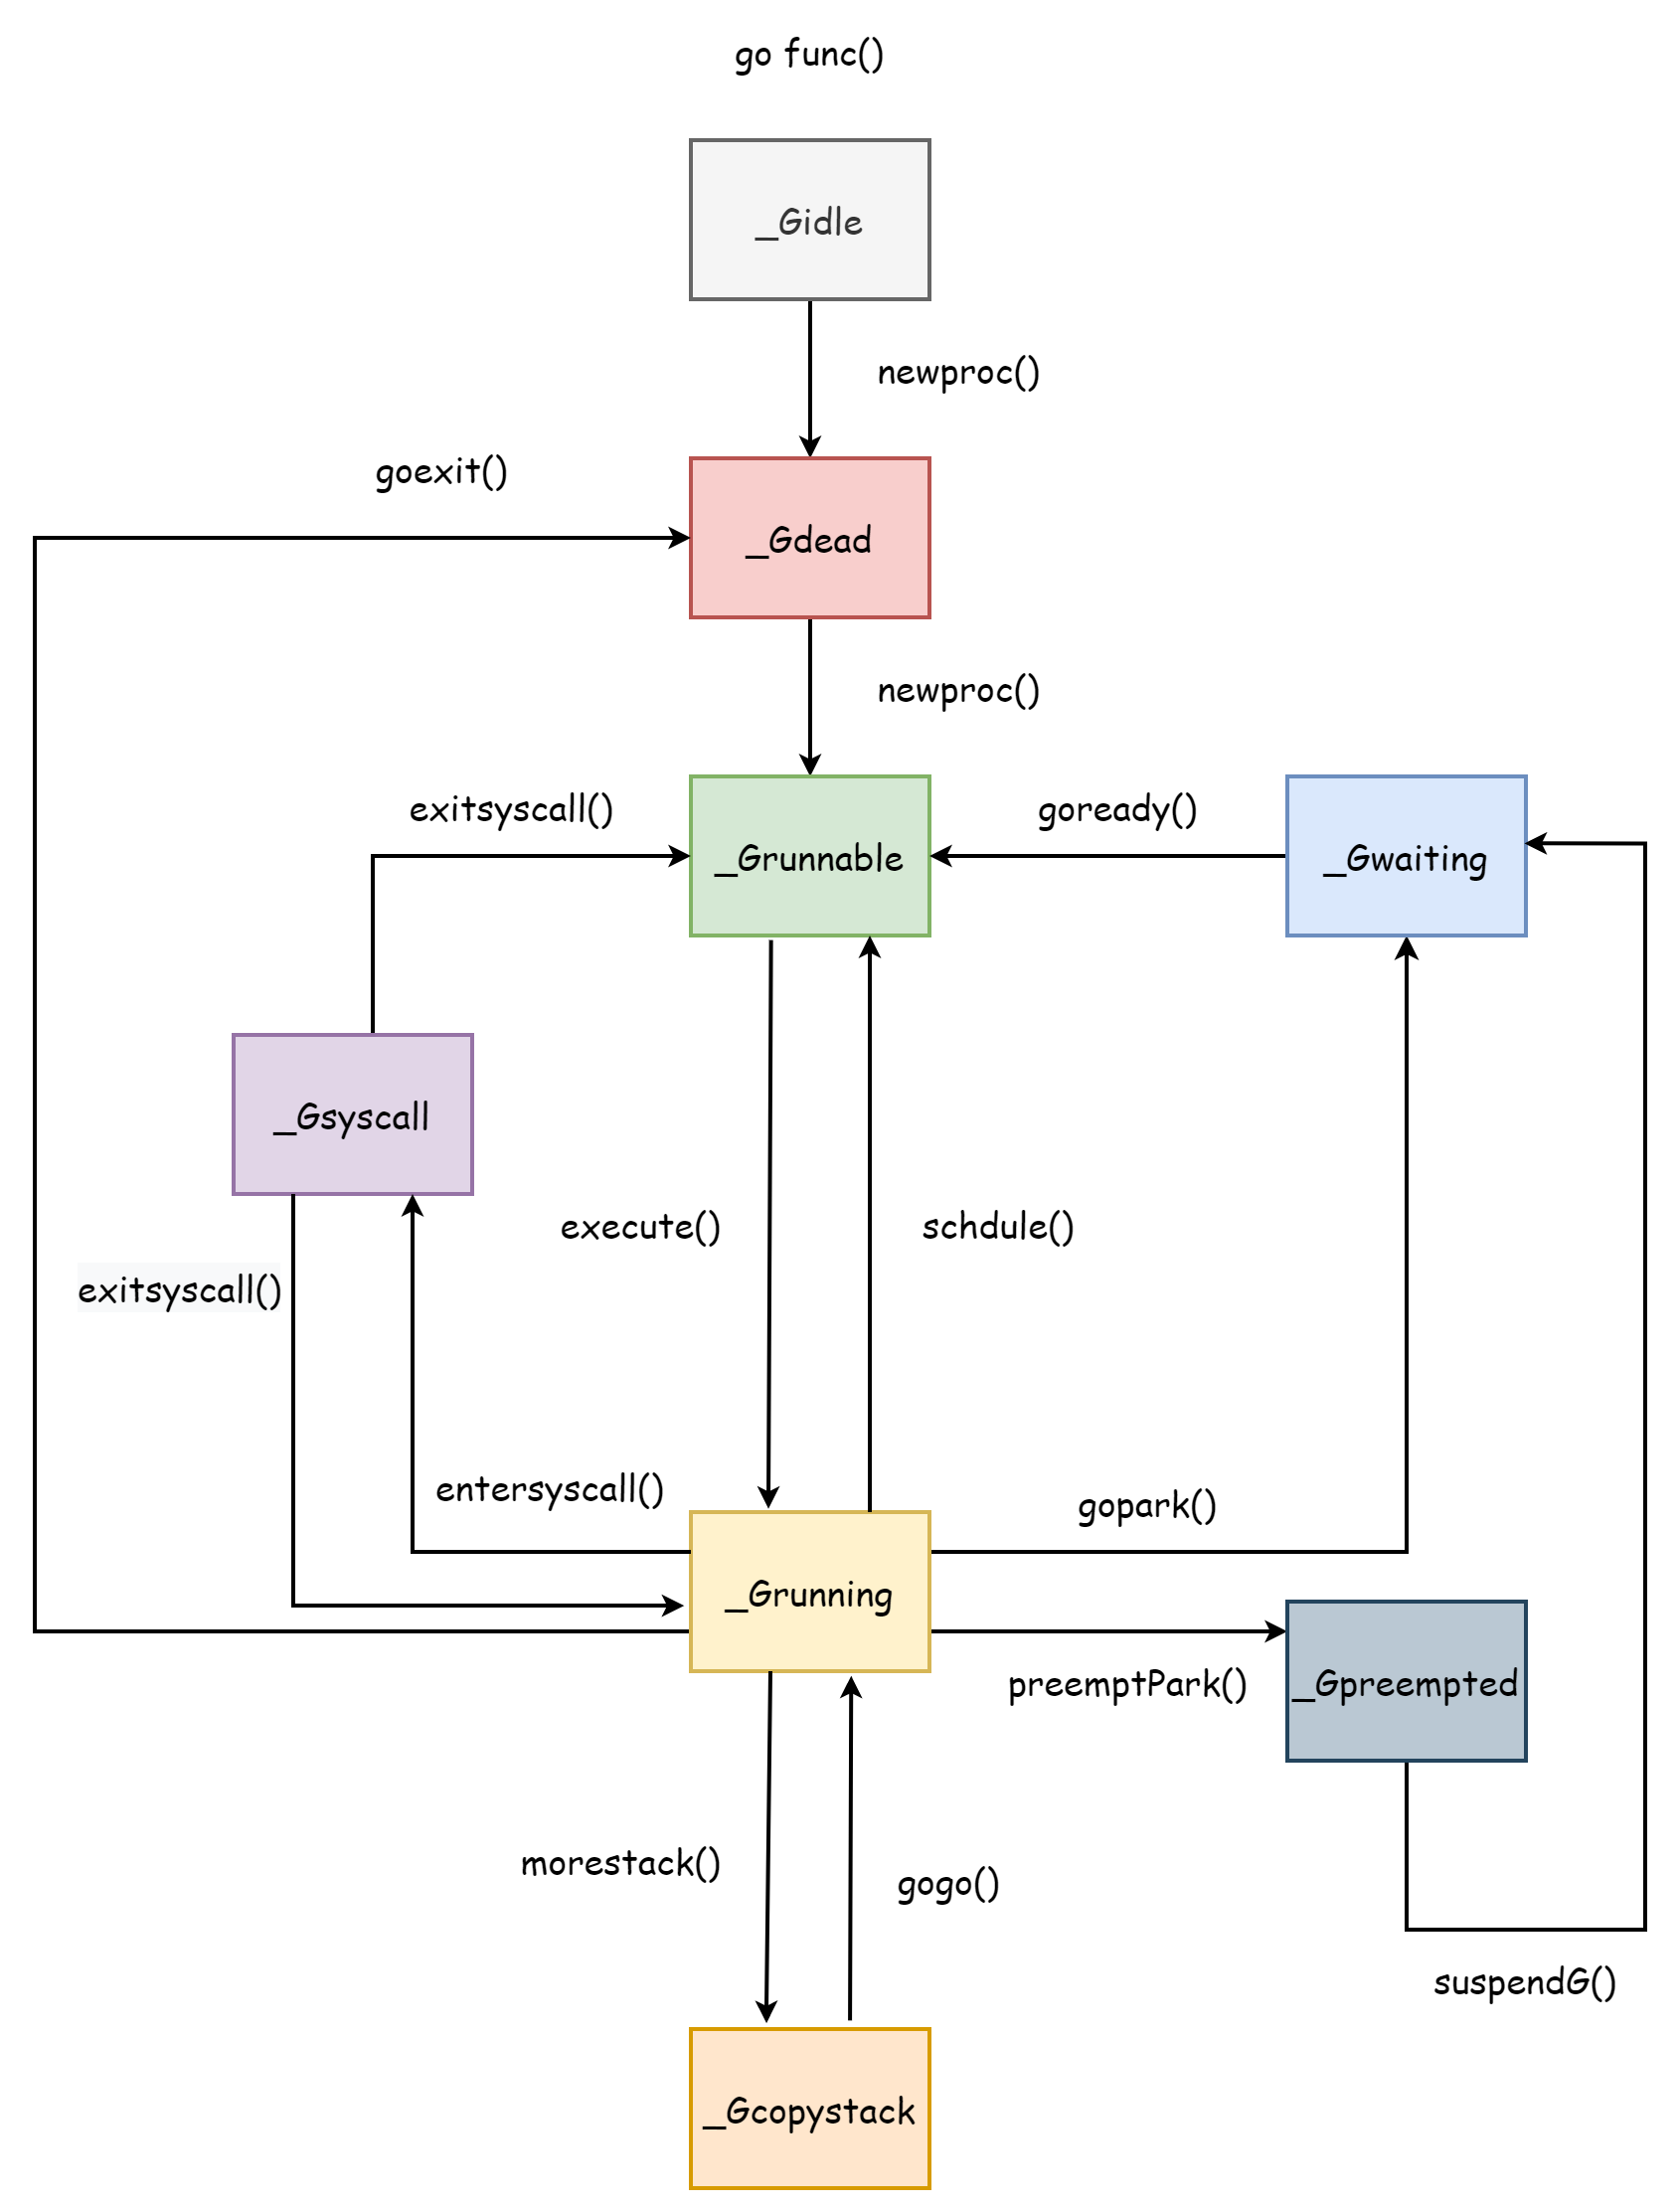 go func()
_Gidle
newproc()
goexit()
_Gdead
newproc()
exitsyscall()
goready()
_Grunnable
_Gwaiting
_Gsyscall
execute()
schdule()
exitsyscall()
entersyscall()
gopark()
_Grunning
preemptPark()
_Gpreempted
morestack()
gogo()
suspendG()
_Gcopystack